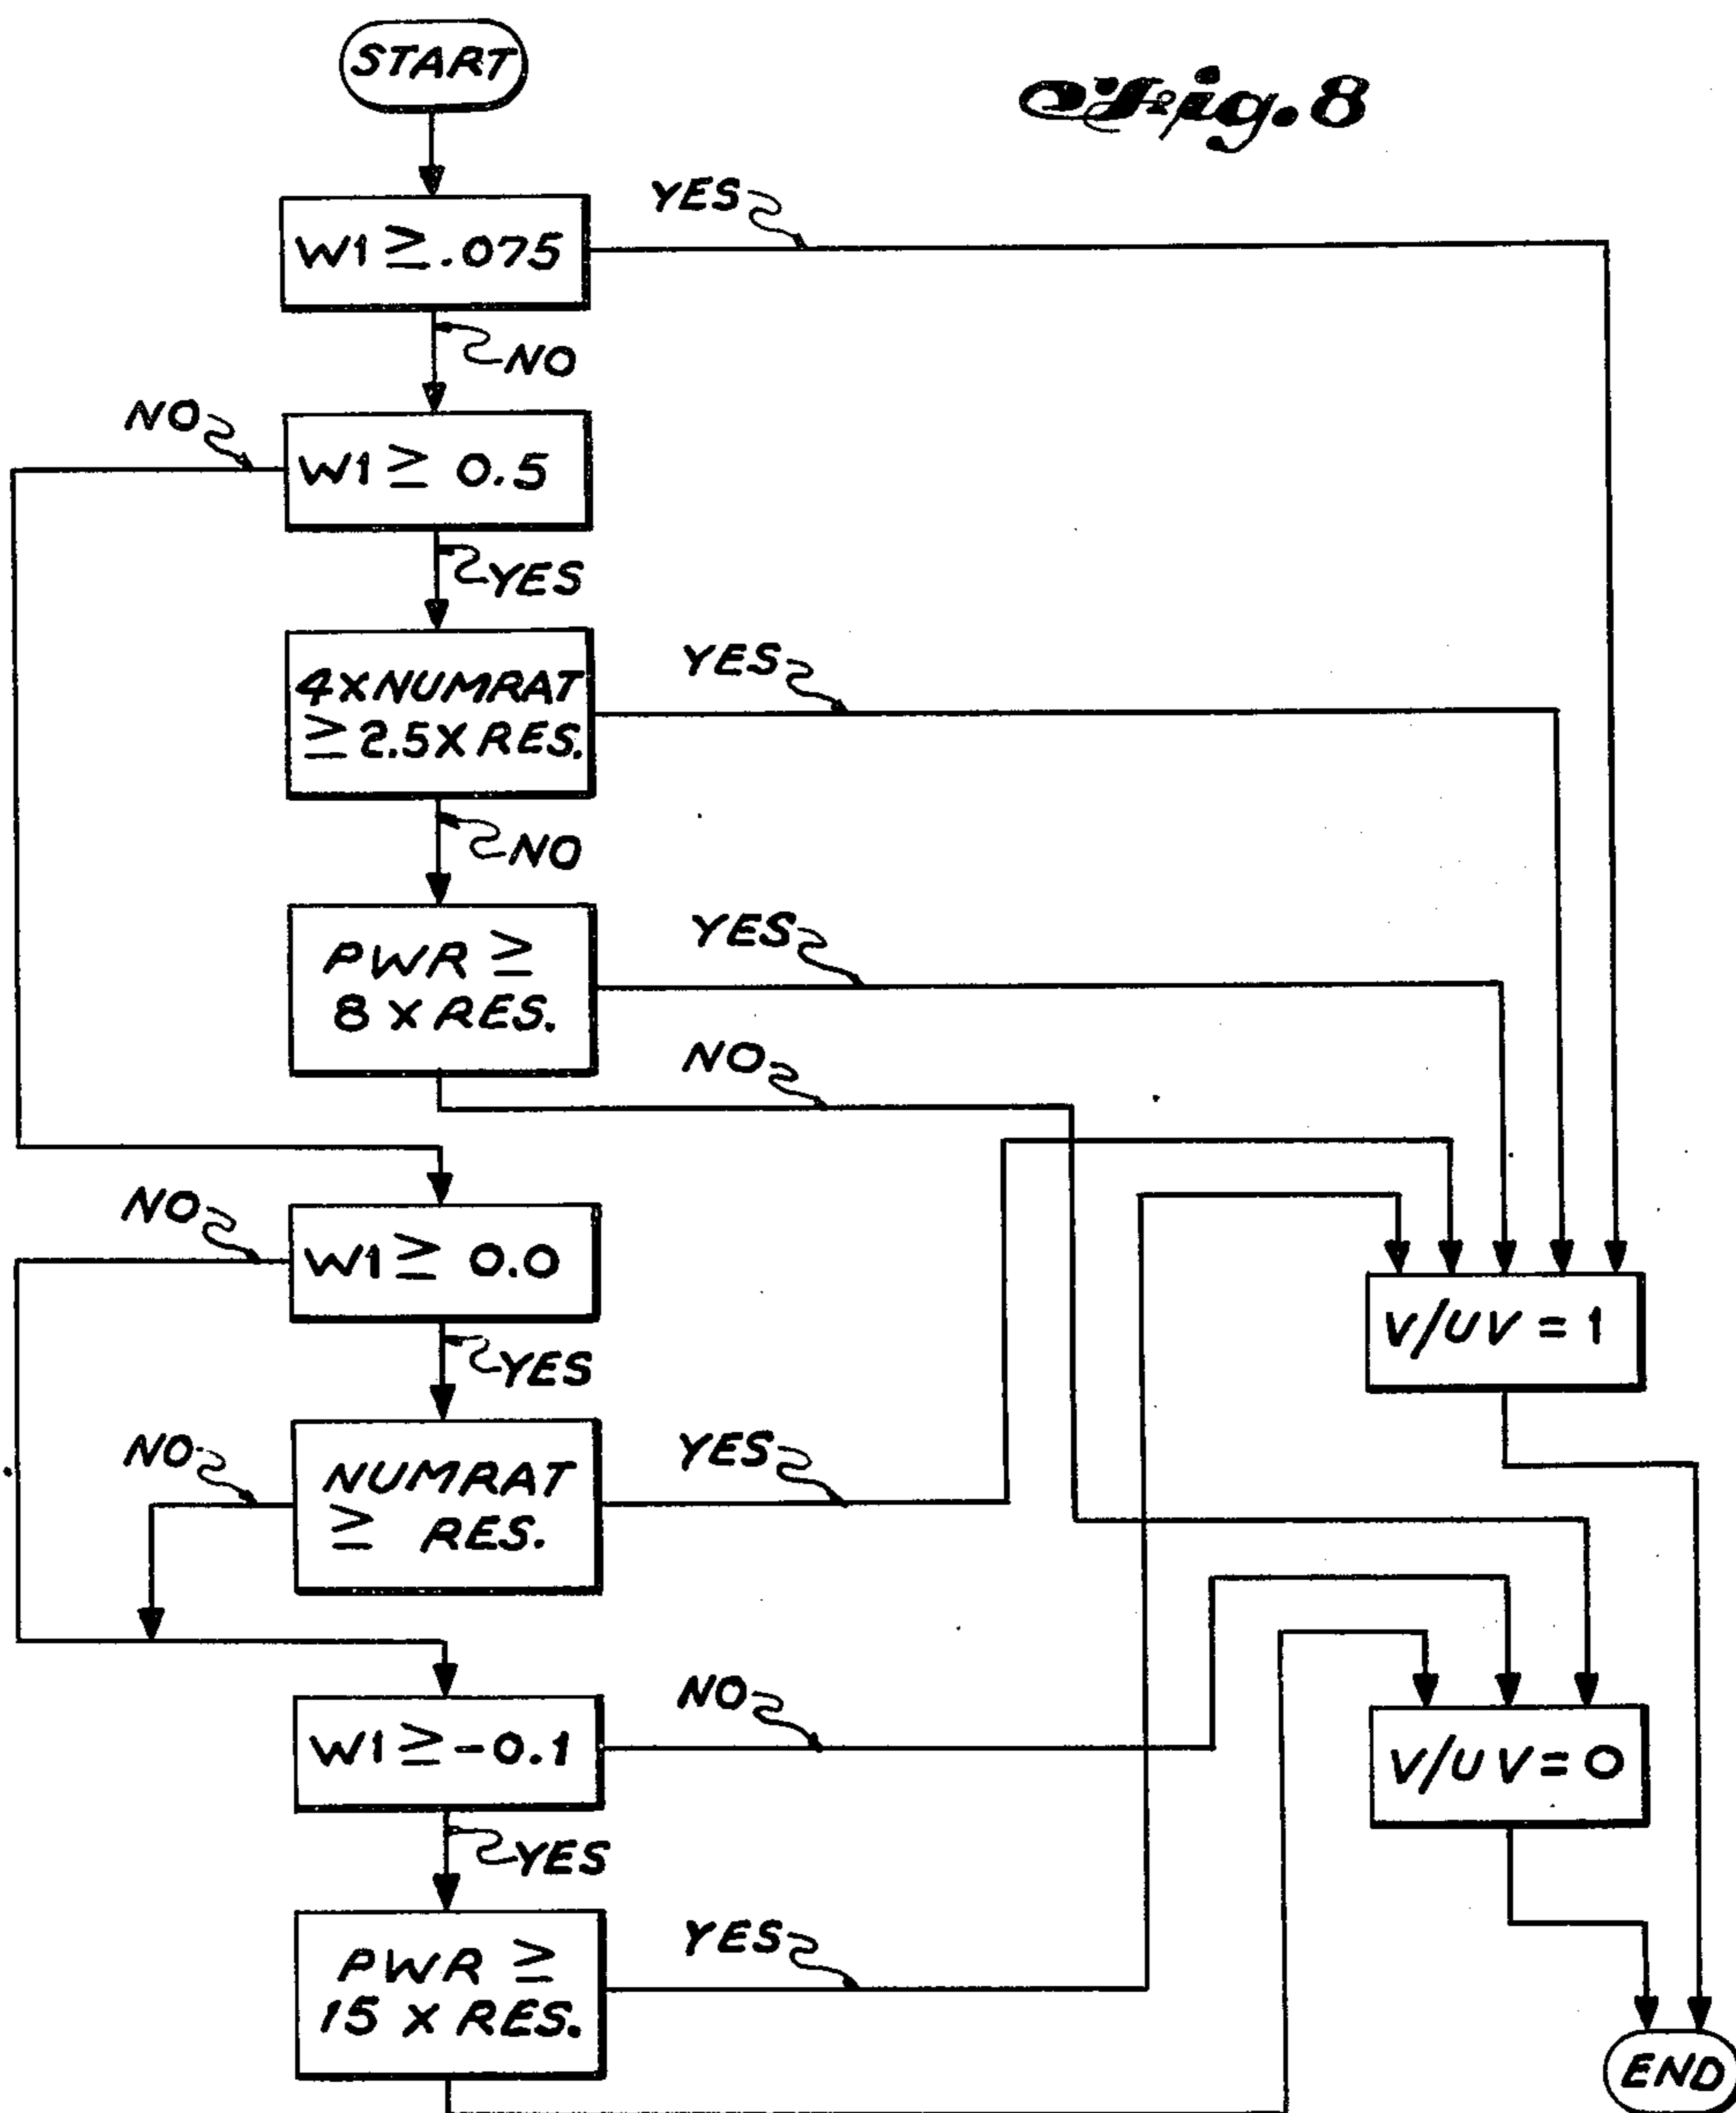 START
Fig. 8
YES
W1 ≥ .075
NO
NO
W1 ≥ 0.5
YES
4 X NUMRAT
≥ 2.5 X RES.
YES
NO
PWR ≥
8 X RES.
YES
NO
NO
W1 ≥ 0.0
YES
V/UV = 1
NO
NUMRAT
≥ RES.
YES
W1 ≥ -0.1
NO
V/UV = 0
YES
PWR ≥
15 X RES.
YES
END